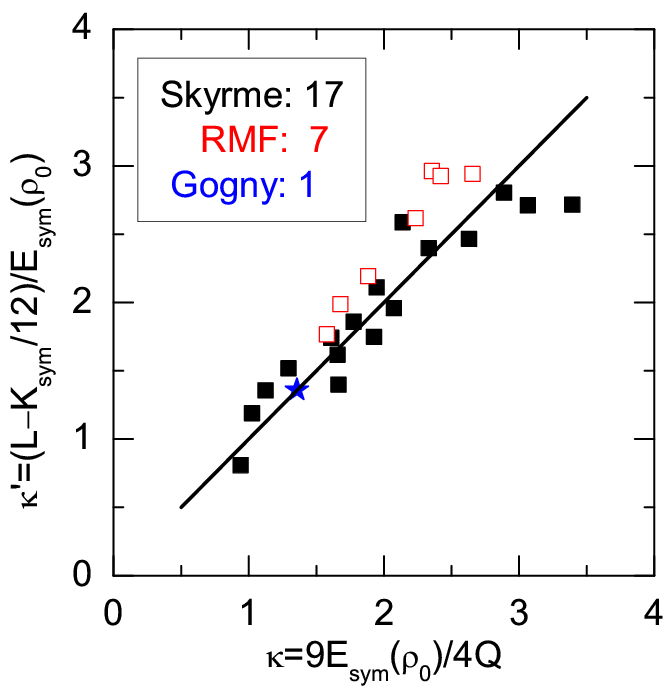 4
3
2
1
0
Skyrme: 17
RMF: 7
Gogny: 1
κ'=(L−K_sym/12)/E_sym(ρ₀)
0 1 2 3 4
κ=9E_sym(ρ₀)/4Q